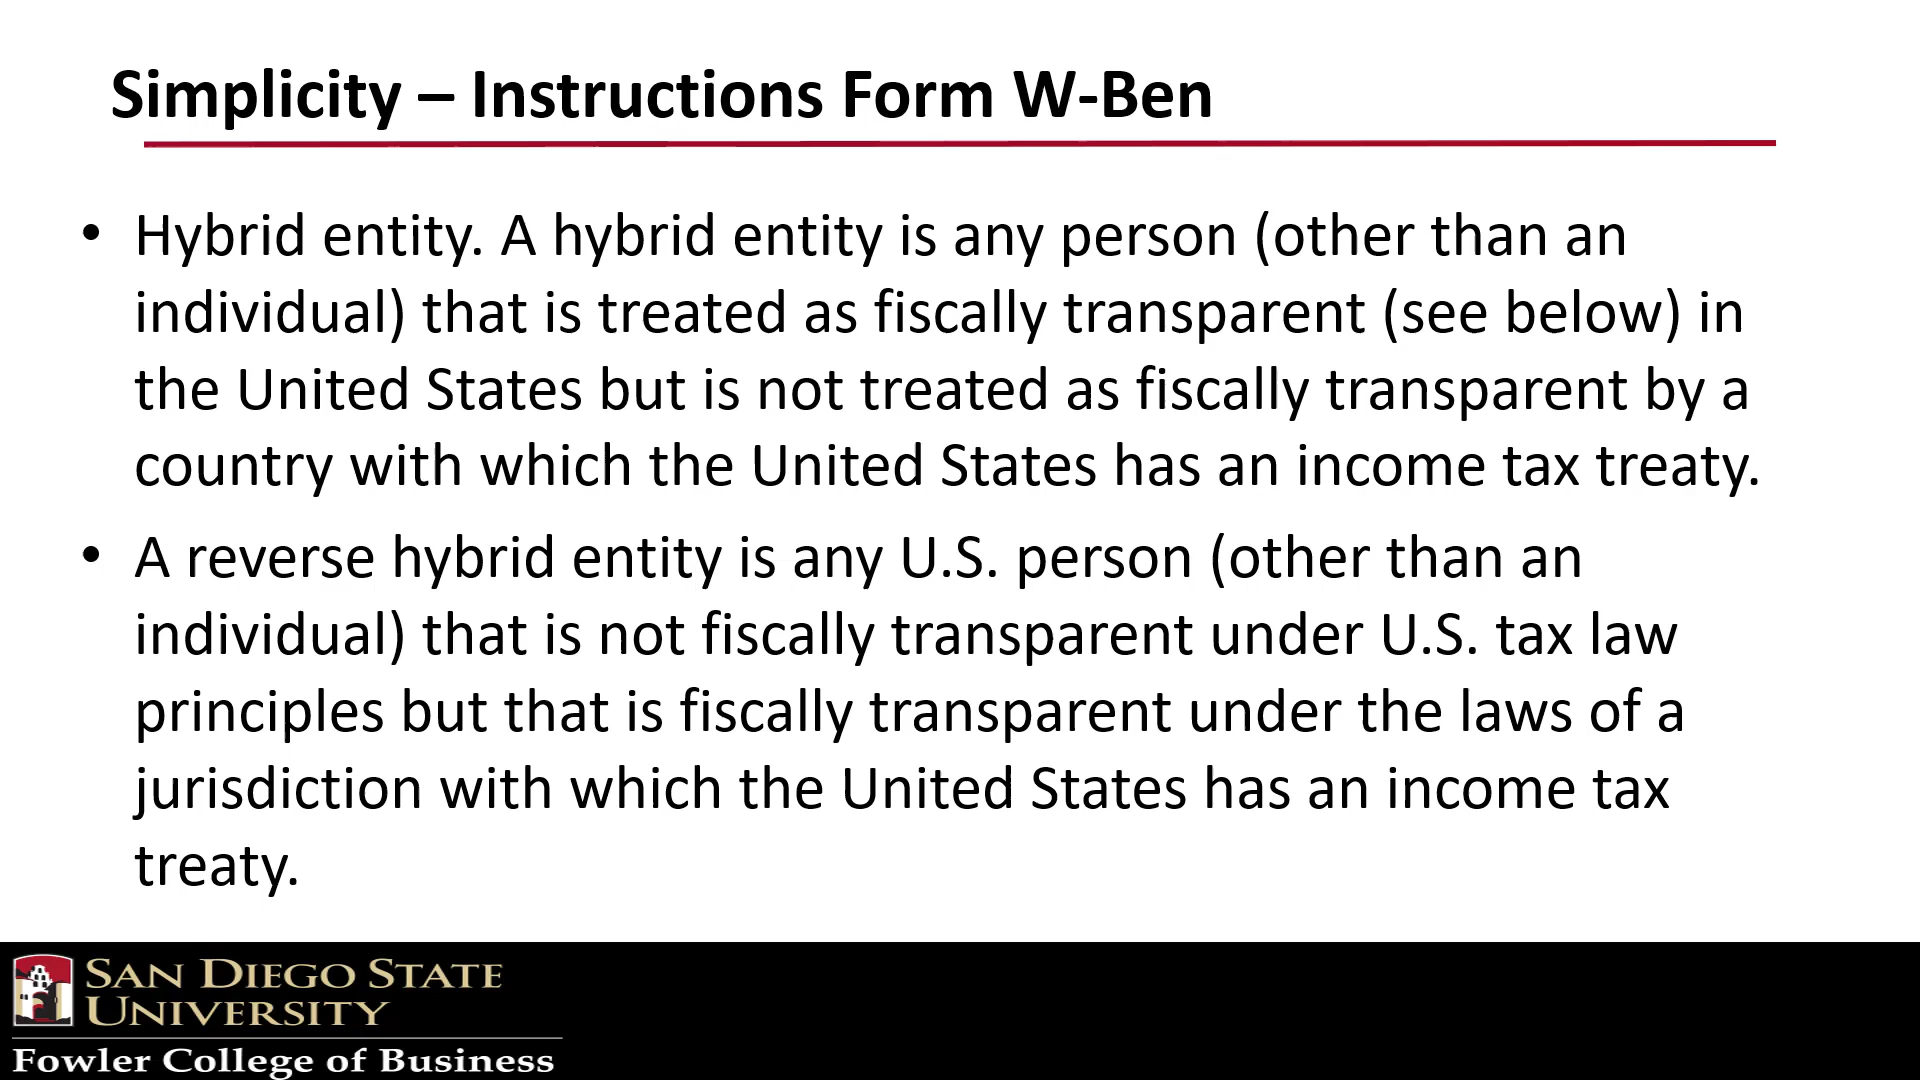 Simplicity – Instructions Form W-Ben
• Hybrid entity. A hybrid entity is any person (other than an
individual) that is treated as fiscally transparent (see below) in
the United States but is not treated as fiscally transparent by a
country with which the United States has an income tax treaty.
• A reverse hybrid entity is any U.S. person (other than an
individual) that is not fiscally transparent under U.S. tax law
principles but that is fiscally transparent under the laws of a
jurisdiction with which the United States has an income tax
treaty.
SAN DIEGO STATE
UNIVERSITY
Fowler College of Business